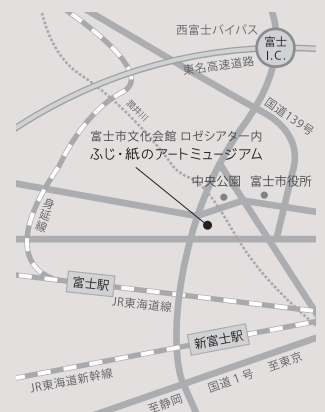 西富士バイパス
富士
I.C.
東名高速道路
国道139号
潤井川
富士市文化会館 ロゼシアター内
ふじ・紙のアートミュージアム
中央公園 富士市役所
身延線
富士駅
JR東海道線
新富士駅
JR東海道新幹線
至静岡
国道1号
至東京